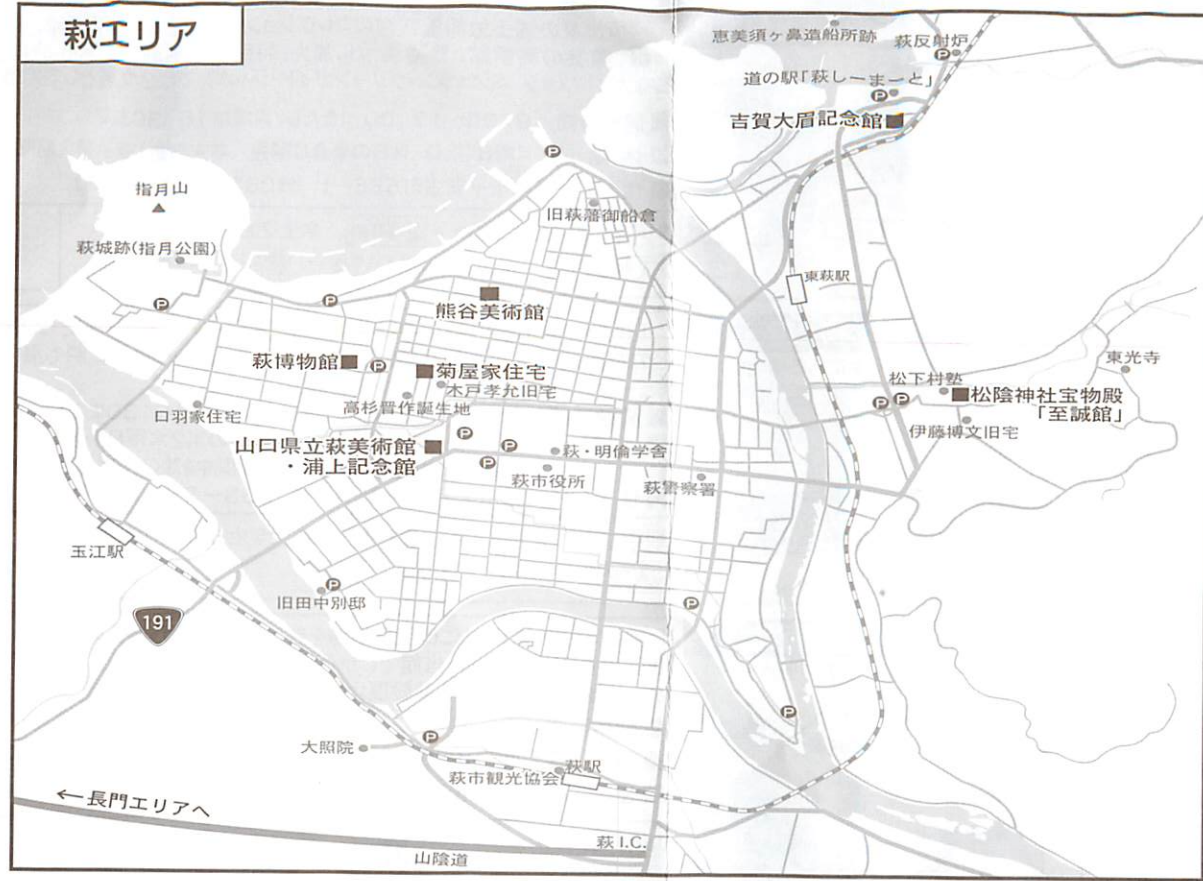 萩エリア
恵美須ヶ鼻造船所跡
萩反射炉
P
道の駅「萩しーまーと」
P
吉賀大眉記念館
P
指月山
旧萩藩御船倉
萩城跡(指月公園)
東萩駅
P
P
熊谷美術館
萩博物館
P
菊屋家住宅
木戸孝允旧宅
高杉晋作誕生地
口羽家住宅
東光寺
松下村塾
P
P
松陰神社宝物殿
「至誠館」
伊藤博文旧宅
山口県立萩美術館
・浦上記念館
P
P
P
萩・明倫学舎
萩市役所
萩警察署
玉江駅
P
旧田中別邸
P
191
P
大照院
P
萩市観光協会
萩駅
←長門エリアへ
萩 I.C.
山陰道